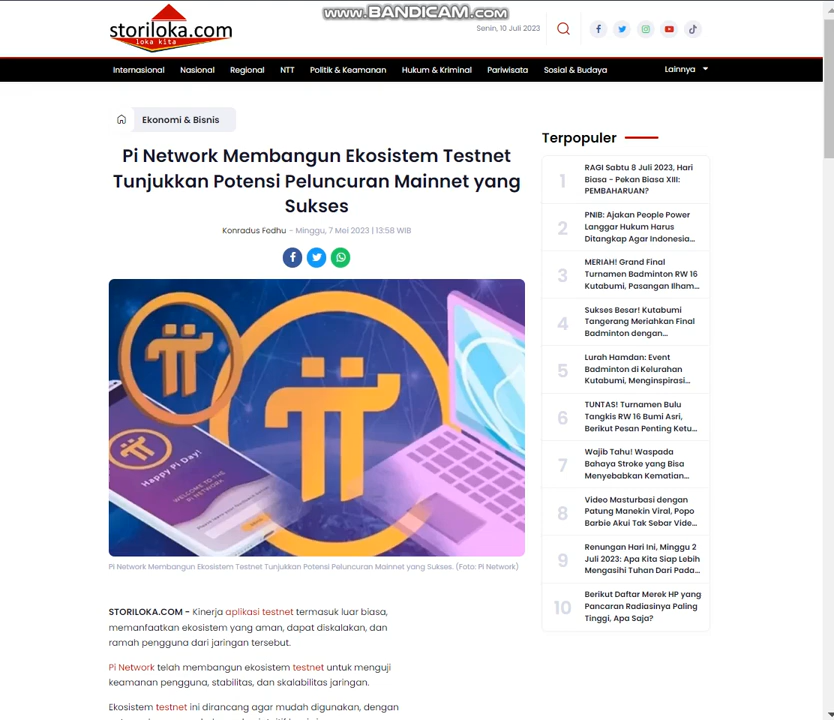 www.BANDICAM.com
storiloka.com
loka kita
Senin, 10 Juli 2023
Internasional Nasional Regional NTT Politik & Keamanan Hukum & Kriminal Pariwisata Sosial & Budaya Lainnya
Ekonomi & Bisnis
Pi Network Membangun Ekosistem Testnet
Tunjukkan Potensi Peluncuran Mainnet yang
Sukses
Konradus Fedhu - Minggu, 7 Mei 2023 | 13:58 WIB
Happy Pi Day!
WELCOME TO THE
PI NETWORK
Pi Network Membangun Ekosistem Testnet Tunjukkan Potensi Peluncuran Mainnet yang Sukses. (Foto: Pi Network)
STORILOKA.COM - Kinerja aplikasi testnet termasuk luar biasa,
memanfaatkan ekosistem yang aman, dapat diskalakan, dan
ramah pengguna dari jaringan tersebut.
Pi Network telah membangun ekosistem testnet untuk menguji
keamanan pengguna, stabilitas, dan skalabilitas jaringan.
Ekosistem testnet ini dirancang agar mudah digunakan, dengan
Terpopuler
1
RAGI Sabtu 8 Juli 2023, Hari
Biasa - Pekan Biasa XIII:
PEMBAHARUAN?
2
PNIB: Ajakan People Power
Langgar Hukum Harus
Ditangkap Agar Indonesia...
3
MERIAH! Grand Final
Turnamen Badminton RW 16
Kutabumi, Pasangan Ilham...
4
Sukses Besar! Kutabumi
Tangerang Meriahkan Final
Badminton dengan...
5
Lurah Hamdan: Event
Badminton di Kelurahan
Kutabumi, Menginspirasi...
6
TUNTAS! Turnamen Bulu
Tangkis RW 16 Bumi Asri,
Berikut Pesan Penting Ketu...
7
Wajib Tahu! Waspada
Bahaya Stroke yang Bisa
Menyebabkan Kematian...
8
Video Masturbasi dengan
Patung Manekin Viral, Popo
Barbie Akui Tak Sebar Vide...
9
Renungan Hari Ini, Minggu 2
Juli 2023: Apa Kita Siap Lebih
Mengasihi Tuhan Dari Pada...
10
Berikut Daftar Merek HP yang
Pancaran Radiasinya Paling
Tinggi, Apa Saja?